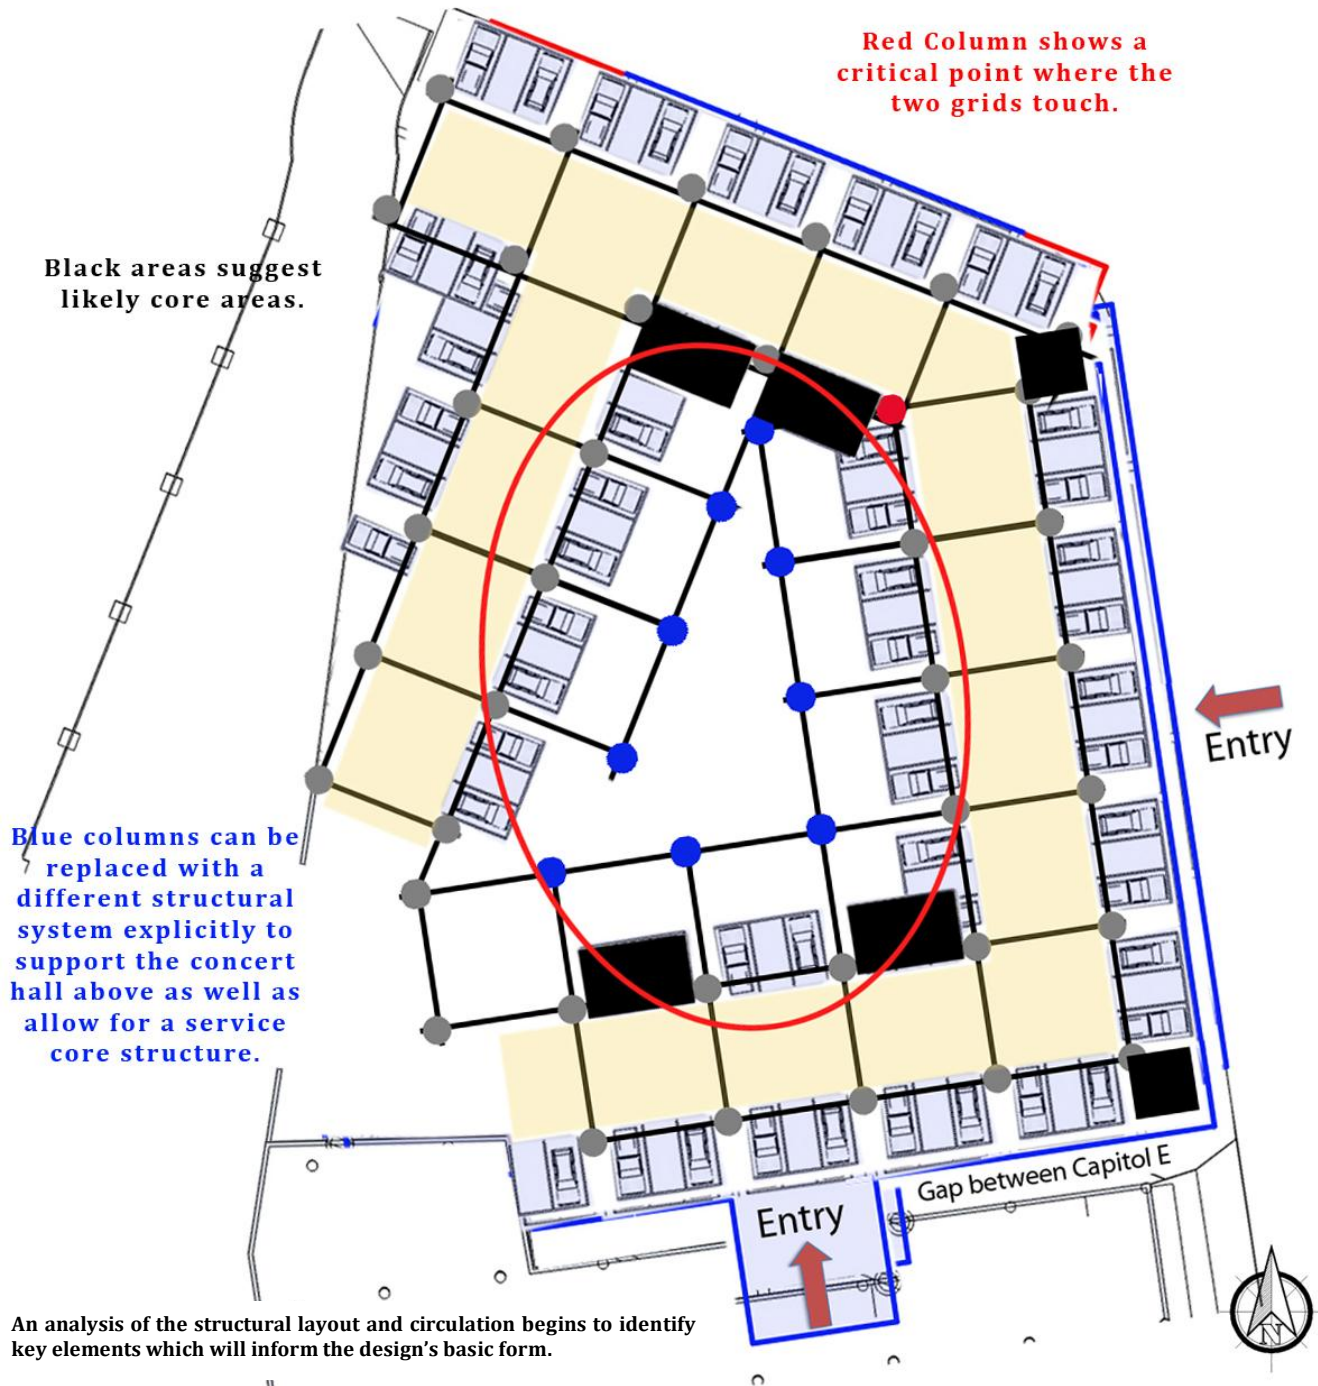 Red Column shows a
critical point where the
two grids touch.
Black areas suggest
likely core areas.
Entry
Blue columns can be
replaced with a
different structural
system explicitly to
support the concert
hall above as well as
allow for a service
core structure.
Gap between Capitol E
Entry
An analysis of the structural layout and circulation begins to identify
key elements which will inform the design's basic form.
N